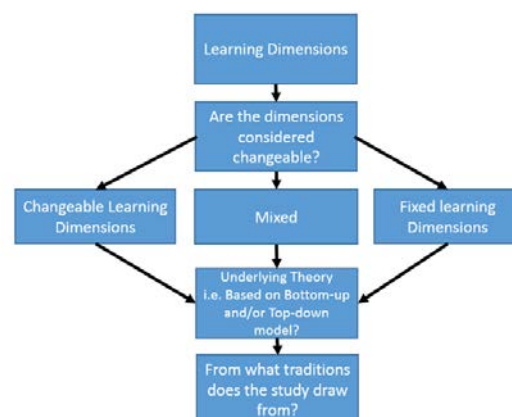 Learning Dimensions
Are the dimensions
considered
changeable?
Changeable Learning
Dimensions
Mixed
Fixed learning
Dimensions
Underlying Theory
i.e. Based on Bottom-up
and/or Top-down
model?
From what traditions
does the study draw
from?